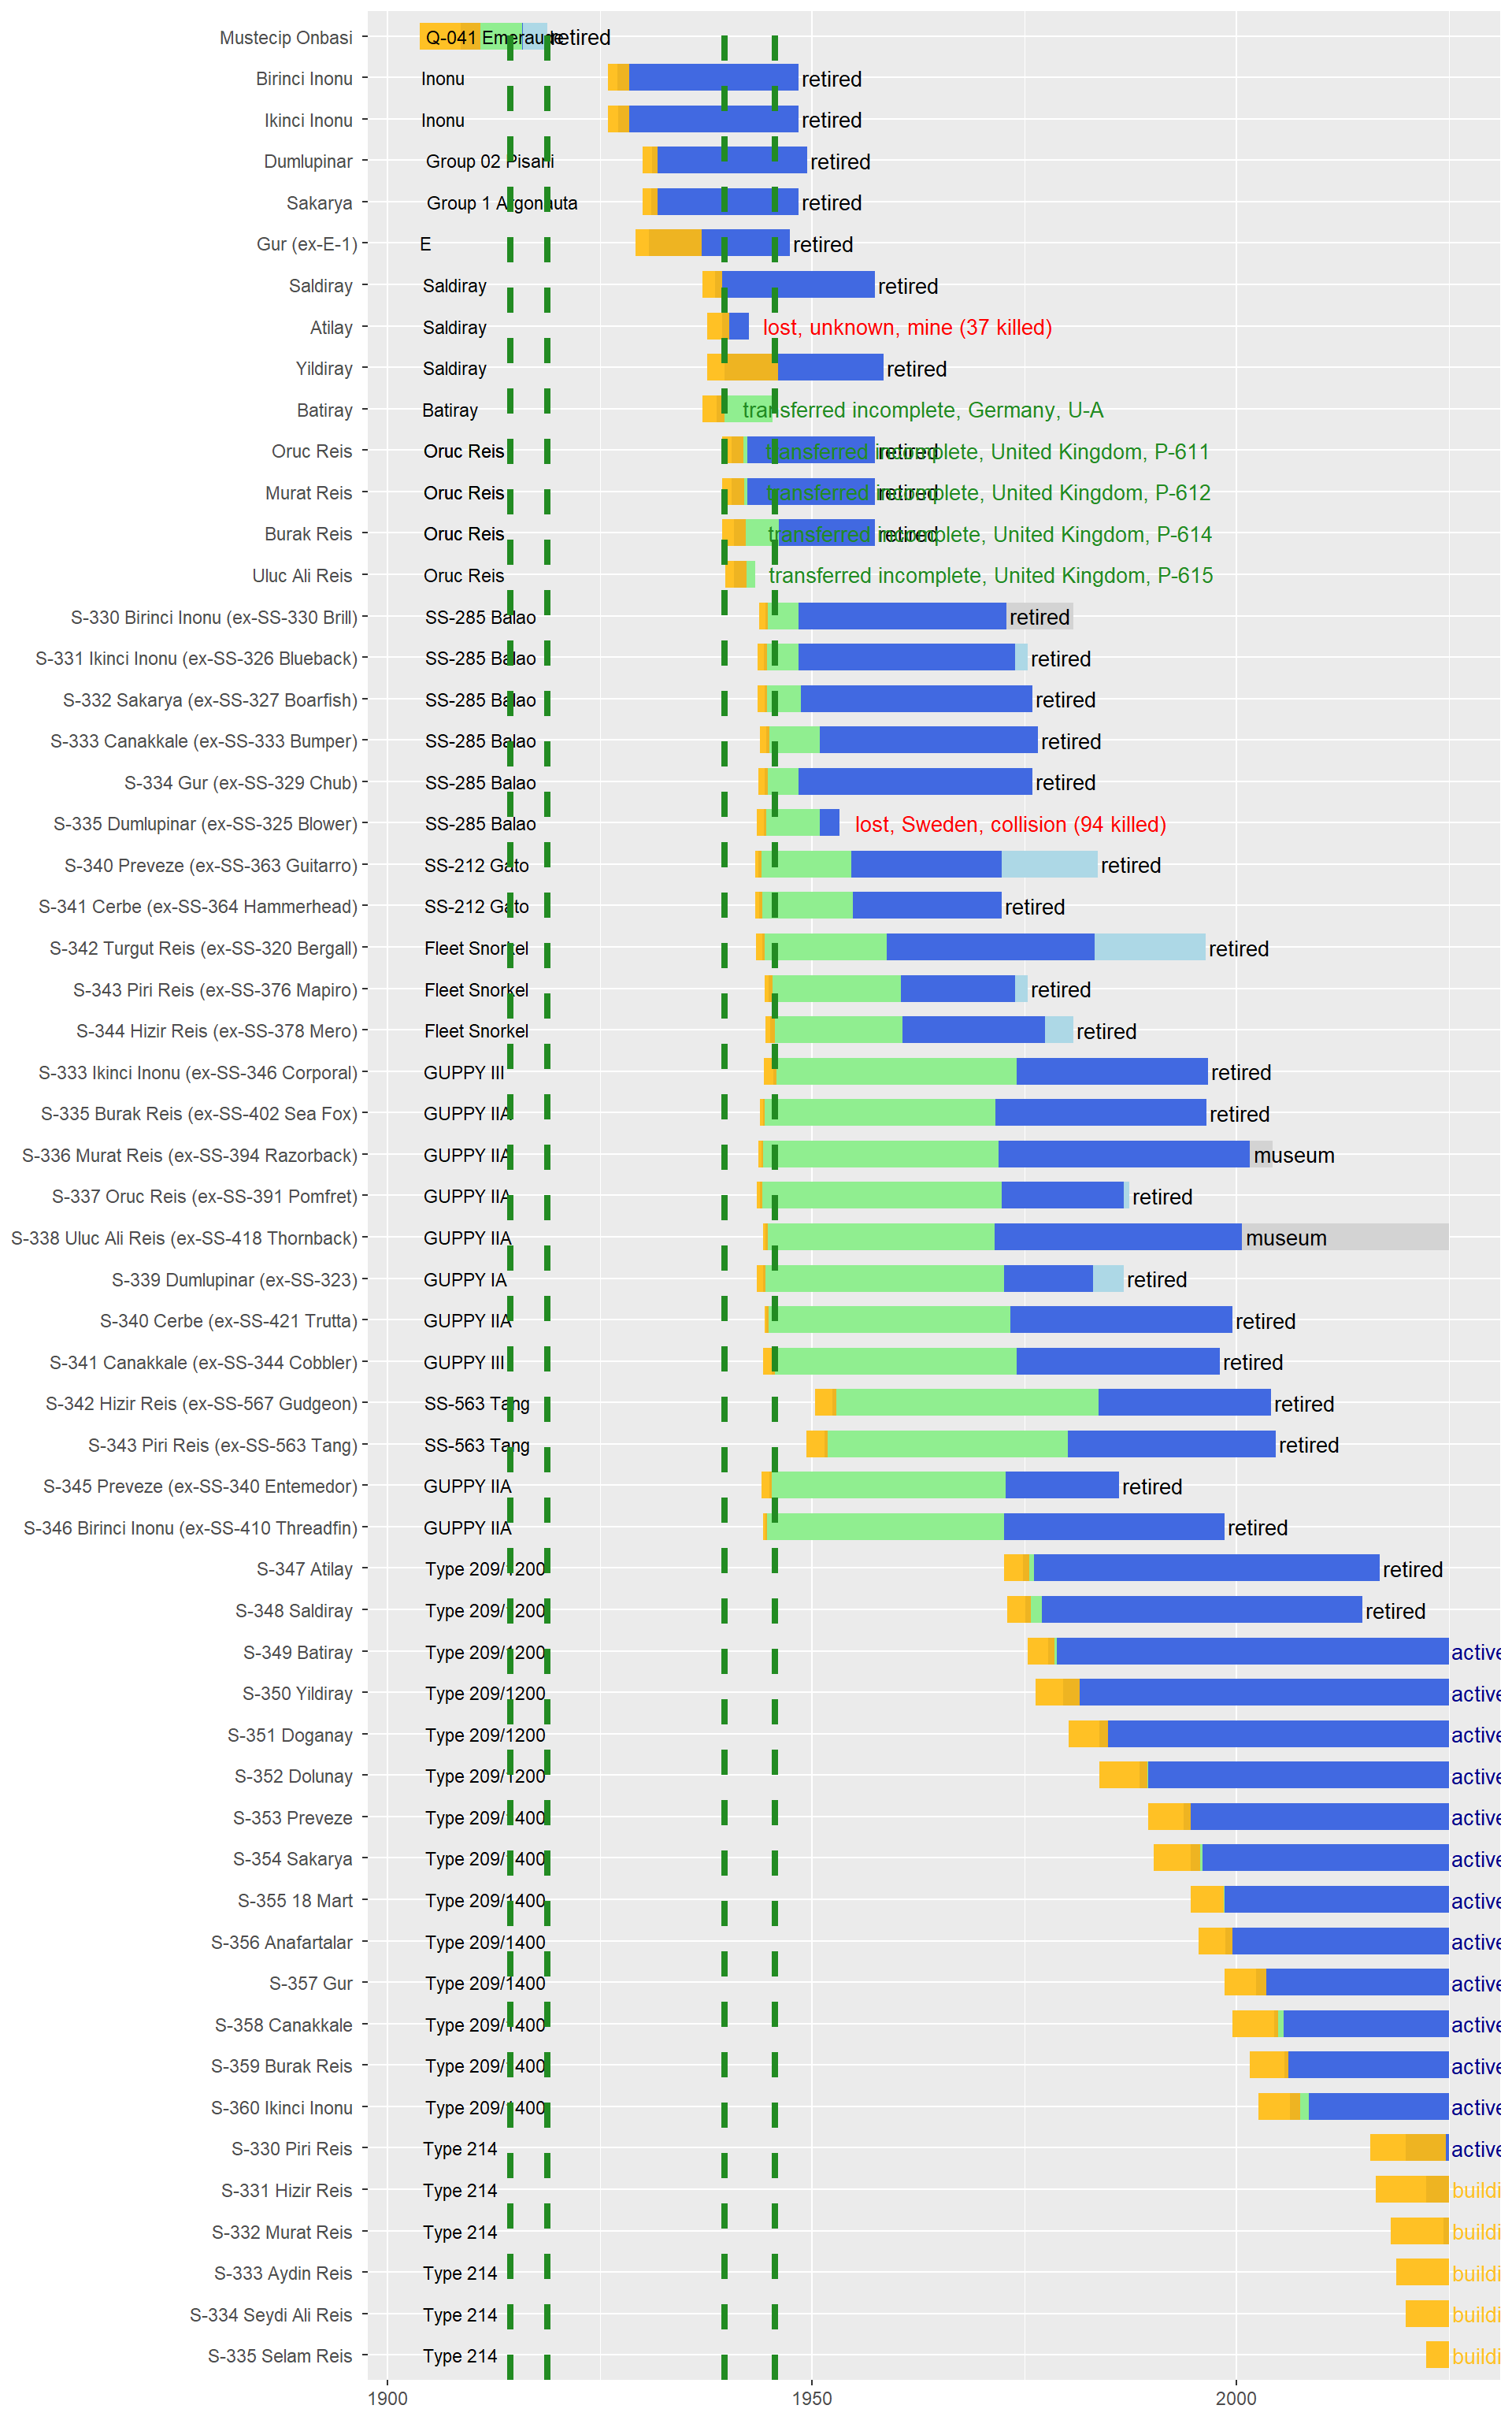 Mustecip Onbasi Q-041 Emeraude retired
Birinci Inonu Inonu retired
Ikinci Inonu Inonu retired
Dumlupinar Group 02 Pisani retired
Sakarya Group 1 Argonauta retired
Gur (ex-E-1) E retired
Saldiray Saldiray retired
Atilay Saldiray lost, unknown, mine (37 killed)
Yildiray Saldiray retired
Batiray Batiray transferred incomplete, Germany, U-A
Oruc Reis Oruc Reis transferred incomplete, United Kingdom, P-611 retired
Murat Reis Oruc Reis transferred incomplete, United Kingdom, P-612 retired
Burak Reis Oruc Reis transferred incomplete, United Kingdom, P-614 retired
Uluc Ali Reis Oruc Reis transferred incomplete, United Kingdom, P-615
S-330 Birinci Inonu (ex-SS-330 Brill) SS-285 Balao retired
S-331 Ikinci Inonu (ex-SS-326 Blueback) SS-285 Balao retired
S-332 Sakarya (ex-SS-327 Boarfish) SS-285 Balao retired
S-333 Canakkale (ex-SS-333 Bumper) SS-285 Balao retired
S-334 Gur (ex-SS-329 Chub) SS-285 Balao retired
S-335 Dumlupinar (ex-SS-325 Blower) SS-285 Balao lost, Sweden, collision (94 killed)
S-340 Preveze (ex-SS-363 Guitarro) SS-212 Gato retired
S-341 Cerbe (ex-SS-364 Hammerhead) SS-212 Gato retired
S-342 Turgut Reis (ex-SS-320 Bergall) Fleet Snorkel retired
S-343 Piri Reis (ex-SS-376 Mapiro) Fleet Snorkel retired
S-344 Hizir Reis (ex-SS-378 Mero) Fleet Snorkel retired
S-333 Ikinci Inonu (ex-SS-346 Corporal) GUPPY III retired
S-335 Burak Reis (ex-SS-402 Sea Fox) GUPPY IIA retired
S-336 Murat Reis (ex-SS-394 Razorback) GUPPY IIA museum
S-337 Oruc Reis (ex-SS-391 Pomfret) GUPPY IIA retired
S-338 Uluc Ali Reis (ex-SS-418 Thornback) GUPPY IIA museum
S-339 Dumlupinar (ex-SS-323) GUPPY IA retired
S-340 Cerbe (ex-SS-421 Trutta) GUPPY IIA retired
S-341 Canakkale (ex-SS-344 Cobbler) GUPPY III retired
S-342 Hizir Reis (ex-SS-567 Gudgeon) SS-563 Tang retired
S-343 Piri Reis (ex-SS-563 Tang) SS-563 Tang retired
S-345 Preveze (ex-SS-340 Entemedor) GUPPY IIA retired
S-346 Birinci Inonu (ex-SS-410 Threadfin) GUPPY IIA retired
S-347 Atilay Type 209/1200 retired
S-348 Saldiray Type 209/1200 retired
S-349 Batiray Type 209/1200 active
S-350 Yildiray Type 209/1200 active
S-351 Doganay Type 209/1200 active
S-352 Dolunay Type 209/1200 active
S-353 Preveze Type 209/1400 active
S-354 Sakarya Type 209/1400 active
S-355 18 Mart Type 209/1400 active
S-356 Anafartalar Type 209/1400 active
S-357 Gur Type 209/1400 active
S-358 Canakkale Type 209/1400 active
S-359 Burak Reis Type 209/1400 active
S-360 Ikinci Inonu Type 209/1400 active
S-330 Piri Reis Type 214 active
S-331 Hizir Reis Type 214 buildi
S-332 Murat Reis Type 214 buildi
S-333 Aydin Reis Type 214 buildi
S-334 Seydi Ali Reis Type 214 buildi
S-335 Selam Reis Type 214 buildi
1900 1950 2000